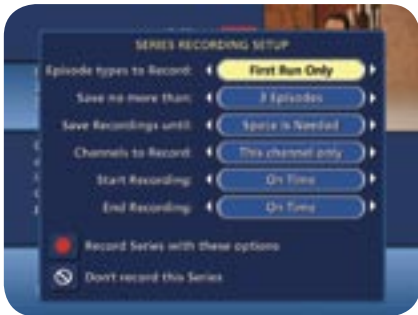 SERIES RECORDING SETUP
Episode types to Record: First Run Only
Save no more than: 3 Episodes
Save Recordings until: Space is Needed
Channels to Record: This channel only
Start Recording: On Time
End Recording: On Time
Record Series with these options
Don't record this Series